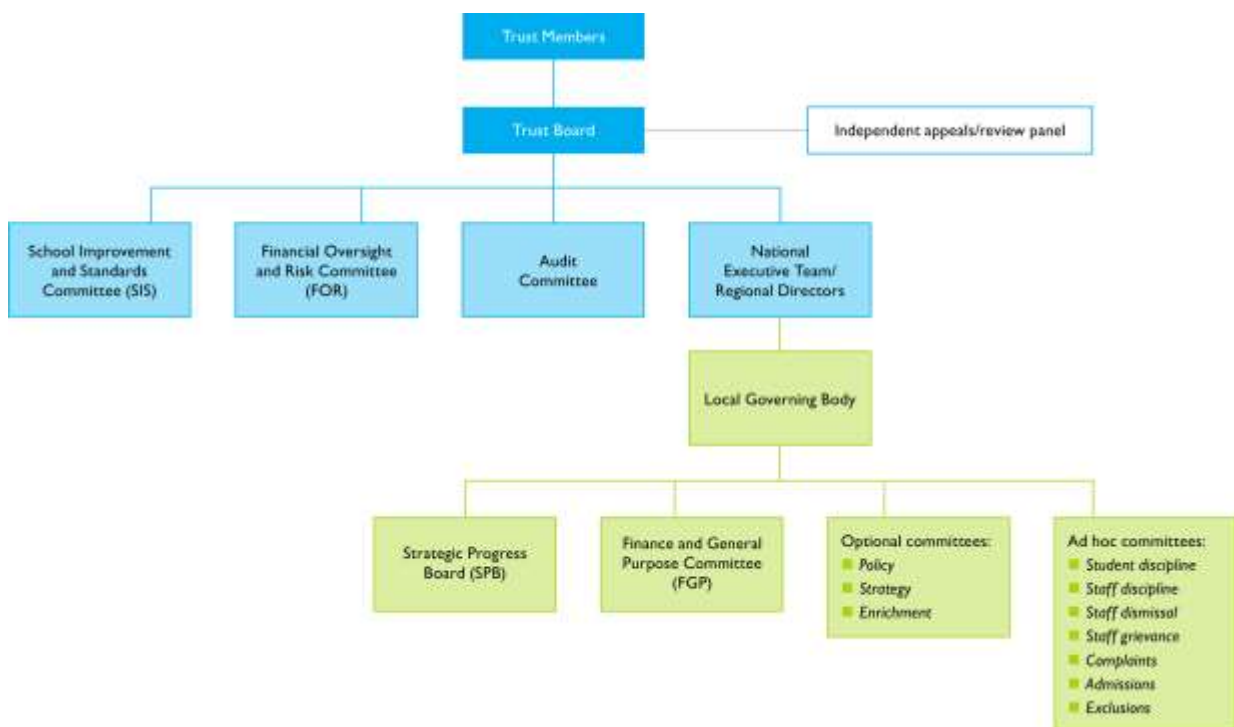 Trust Members
Trust Board
Independent appeals/review panel
School Improvement
and Standards
Committee (SIS)
Financial Oversight
and Risk Committee
(FOR)
Audit
Committee
National
Executive Team/
Regional Directors
Local Governing Body
Strategic Progress
Board (SPB)
Finance and General
Purpose Committee
(FGP)
Optional committees:
Policy
Strategy
Enrichment
Ad hoc committees:
Student discipline
Staff discipline
Staff dismissal
Staff grievance
Complaints
Admissions
Exclusions